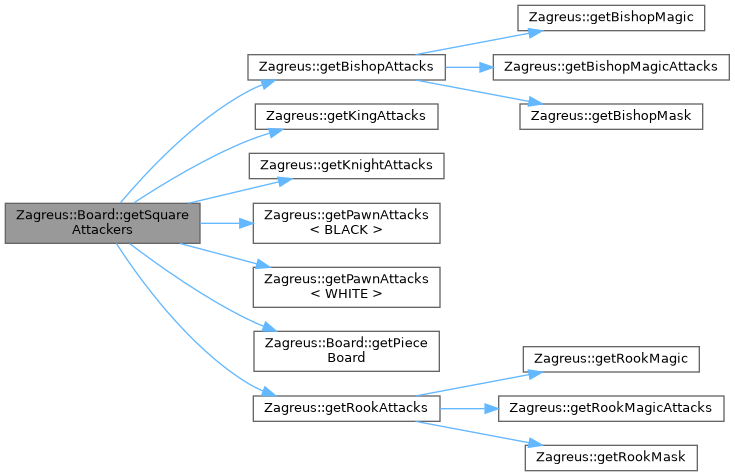 Zagreus::Board::getSquare
Attackers
Zagreus::getBishopAttacks
Zagreus::getBishopMagic
Zagreus::getBishopMagicAttacks
Zagreus::getBishopMask
Zagreus::getKingAttacks
Zagreus::getKnightAttacks
Zagreus::getPawnAttacks
< BLACK >
Zagreus::getPawnAttacks
< WHITE >
Zagreus::Board::getPiece
Board
Zagreus::getRookAttacks
Zagreus::getRookMagic
Zagreus::getRookMagicAttacks
Zagreus::getRookMask